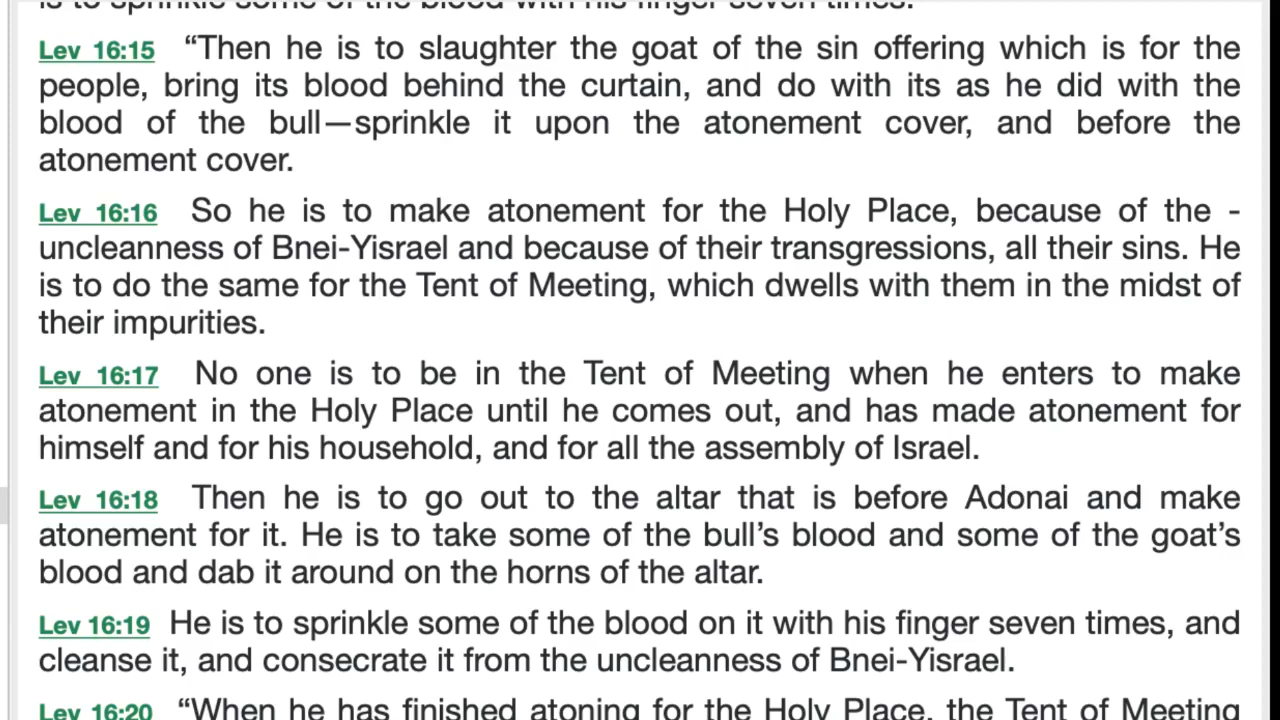 is to sprinkle some of the blood with his finger seven times.
Lev 16:15 “Then he is to slaughter the goat of the sin offering which is for the
people, bring its blood behind the curtain, and do with its as he did with the
blood of the bull—sprinkle it upon the atonement cover, and before the
atonement cover.
Lev 16:16 So he is to make atonement for the Holy Place, because of the -
uncleanness of Bnei-Yisrael and because of their transgressions, all their sins. He
is to do the same for the Tent of Meeting, which dwells with them in the midst of
their impurities.
Lev 16:17 No one is to be in the Tent of Meeting when he enters to make
atonement in the Holy Place until he comes out, and has made atonement for
himself and for his household, and for all the assembly of Israel.
Lev 16:18 Then he is to go out to the altar that is before Adonai and make
atonement for it. He is to take some of the bull’s blood and some of the goat’s
blood and dab it around on the horns of the altar.
Lev 16:19 He is to sprinkle some of the blood on it with his finger seven times, and
cleanse it, and consecrate it from the uncleanness of Bnei-Yisrael.
Lev 16:20 “When he has finished atoning for the Holy Place, the Tent of Meeting